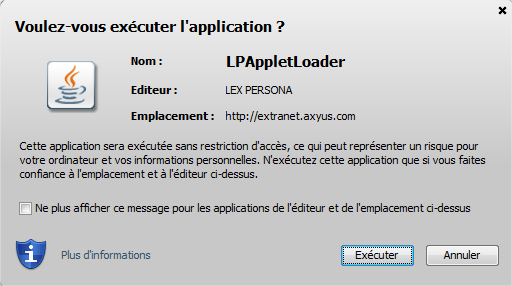 Voulez-vous exécuter l'application ?
Nom : LPAppletLoader
Editeur : LEX PERSONA
Emplacement : http://extranet.axyus.com
Cette application sera exécutée sans restriction d'accès, ce qui peut représenter un risque pour
votre ordinateur et vos informations personnelles. N'exécutez cette application que si vous faites
confiance à l'emplacement et à l'éditeur ci-dessus.
Ne plus afficher ce message pour les applications de l'éditeur et de l'emplacement ci-dessus
Plus d'informations Exécuter Annuler